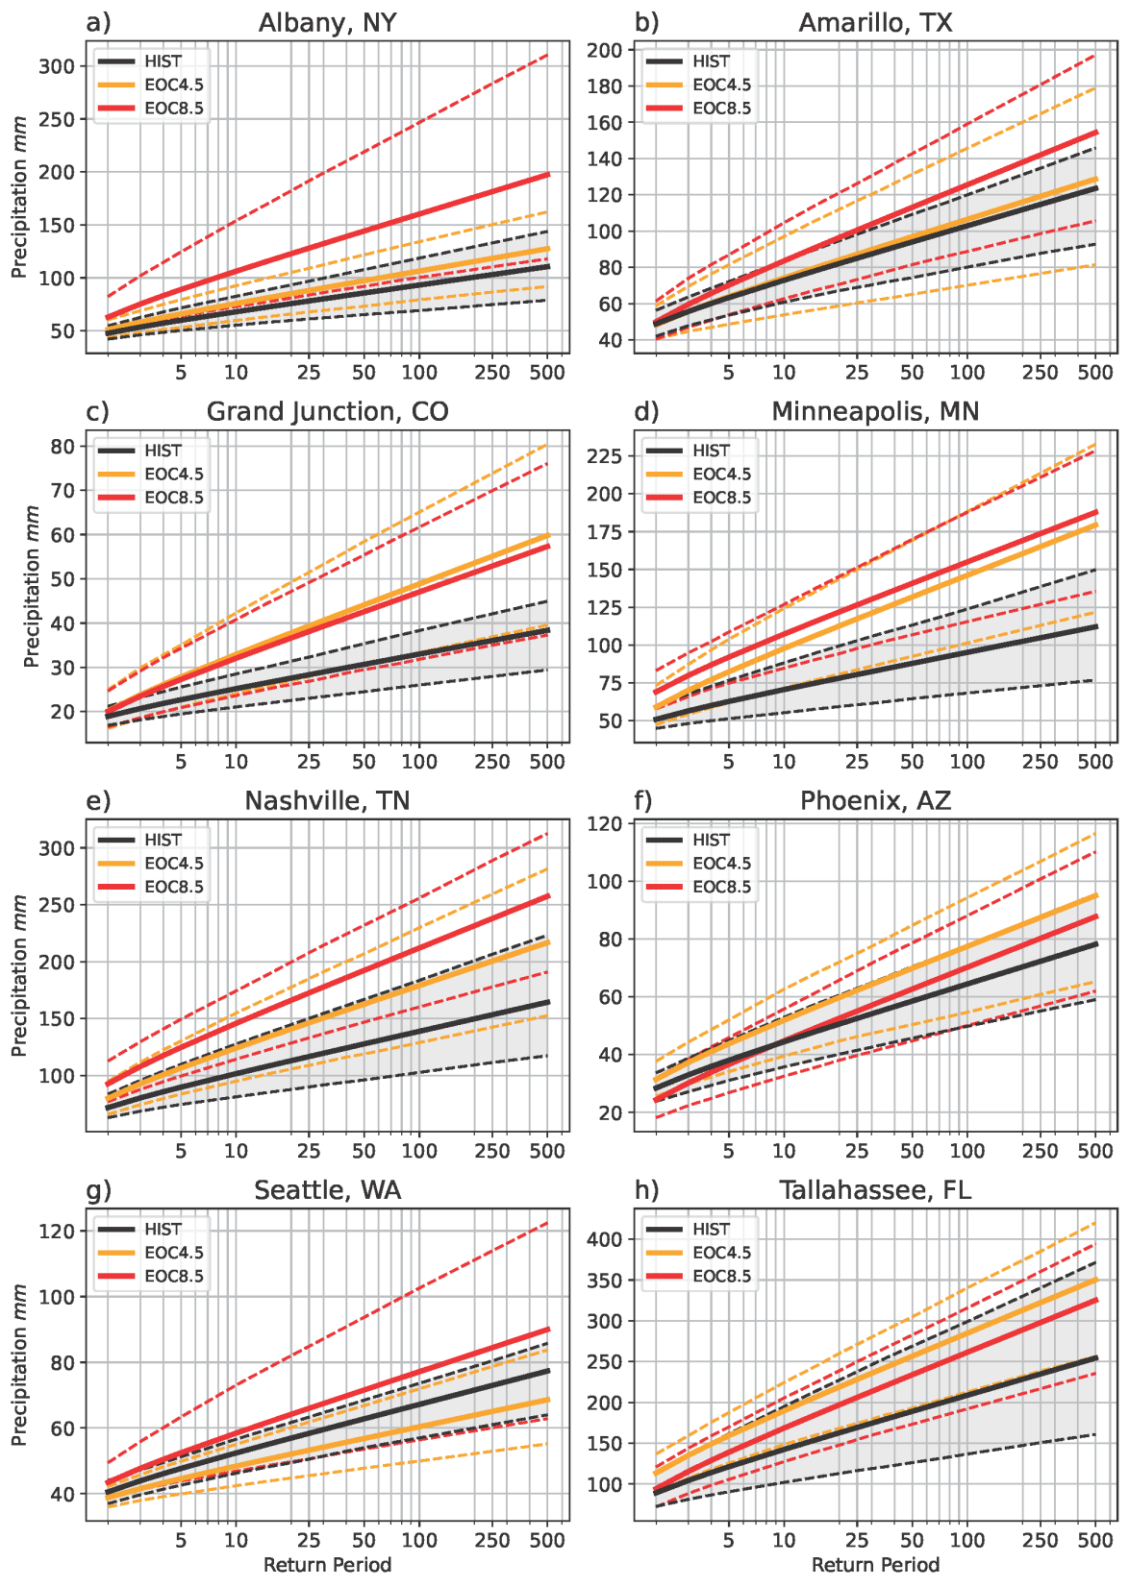 a) Albany, NY
b) Amarillo, TX
HIST
EOC4.5
EOC8.5
Precipitation mm
300
250
200
150
100
50
5 10 25 50 100 250 500
HIST
EOC4.5
EOC8.5
200
180
160
140
120
100
80
60
40
5 10 25 50 100 250 500
c) Grand Junction, CO
d) Minneapolis, MN
HIST
EOC4.5
EOC8.5
Precipitation mm
80
70
60
50
40
30
20
5 10 25 50 100 250 500
HIST
EOC4.5
EOC8.5
225
200
175
150
125
100
75
50
5 10 25 50 100 250 500
e) Nashville, TN
f) Phoenix, AZ
HIST
EOC4.5
EOC8.5
Precipitation mm
300
250
200
150
100
5 10 25 50 100 250 500
HIST
EOC4.5
EOC8.5
120
100
80
60
40
20
5 10 25 50 100 250 500
g) Seattle, WA
h) Tallahassee, FL
HIST
EOC4.5
EOC8.5
Precipitation mm
120
100
80
60
40
5 10 25 50 100 250 500
Return Period
HIST
EOC4.5
EOC8.5
400
350
300
250
200
150
100
5 10 25 50 100 250 500
Return Period